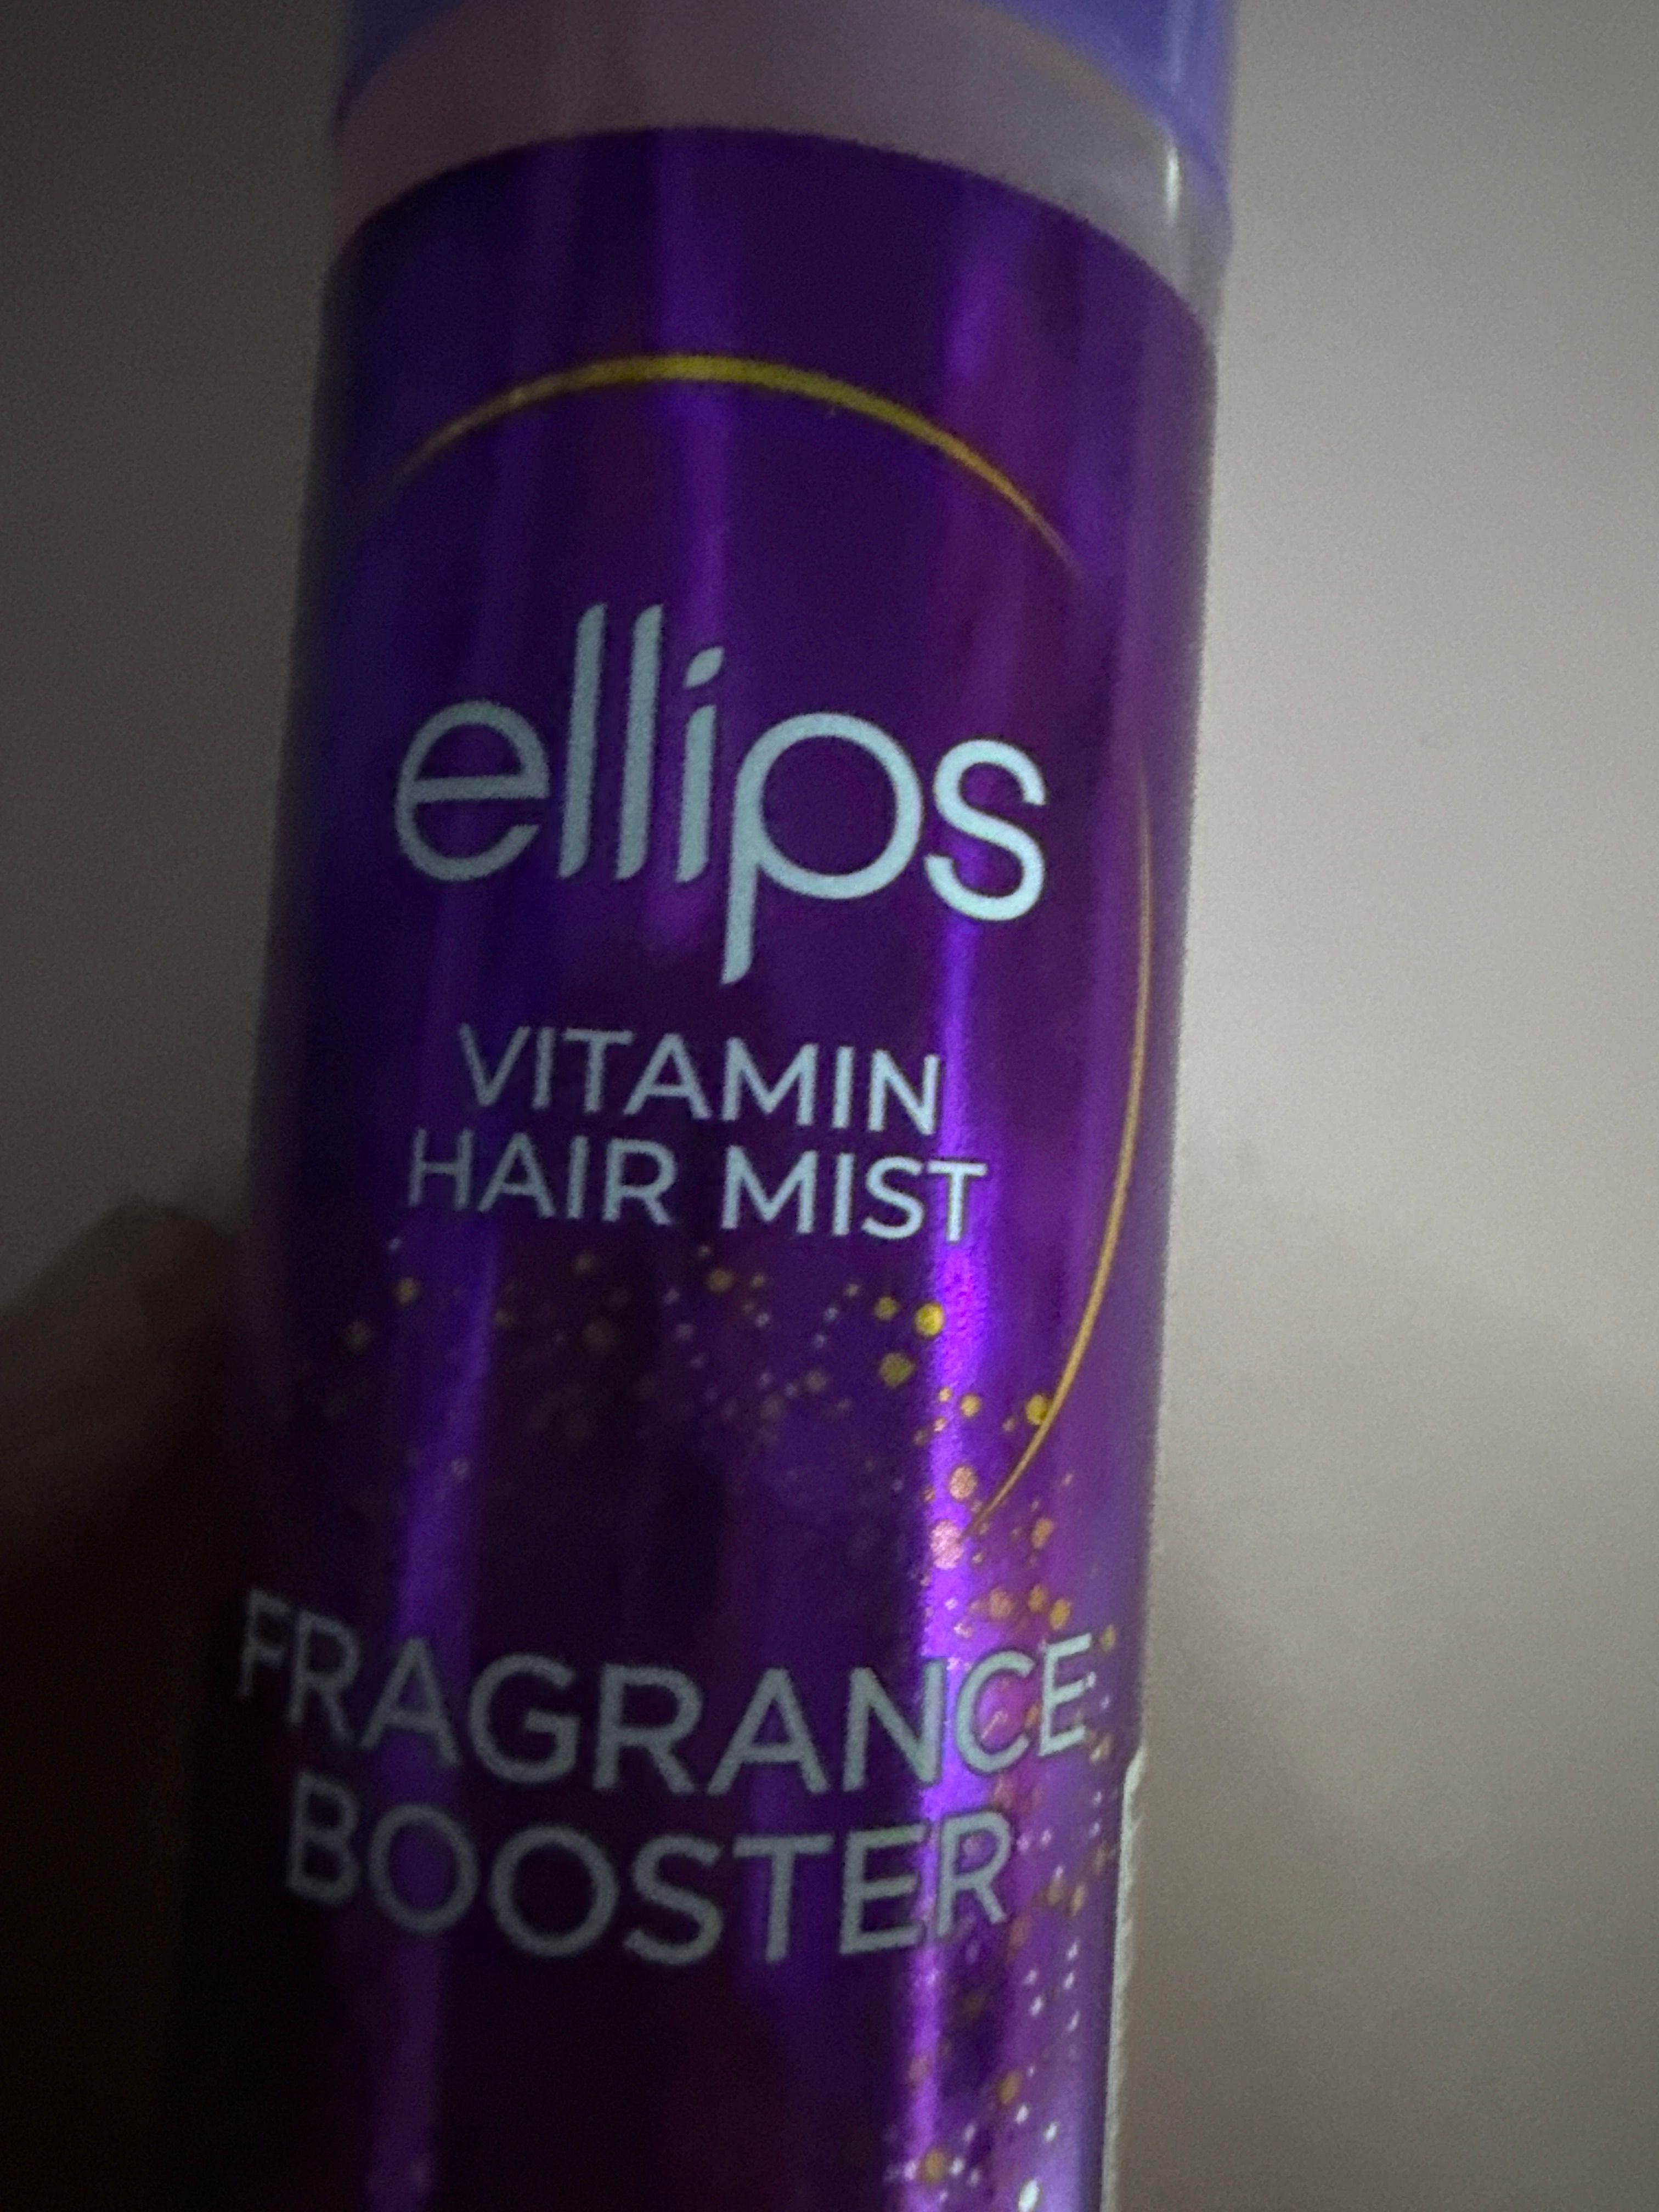 ellips
VITAMIN
HAIR MIST
FRAGRANCE
BOOSTER